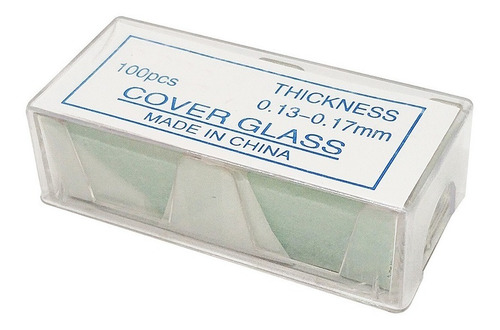 100pcs THICKNESS
0.13-0.17mm
COVER GLASS
MADE IN CHINA